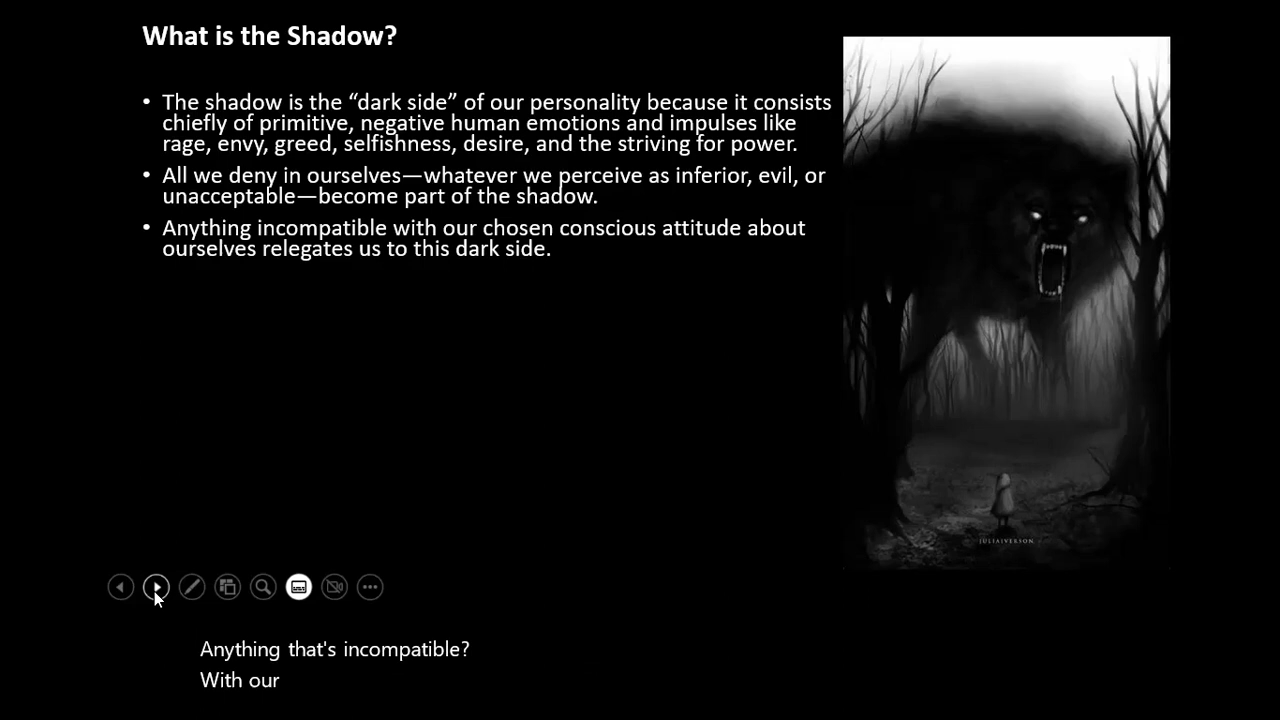 What is the Shadow?
• The shadow is the “dark side” of our personality because it consists
chiefly of primitive, negative human emotions and impulses like
rage, envy, greed, selfishness, desire, and the striving for power.
• All we deny in ourselves—whatever we perceive as inferior, evil, or
unacceptable—become part of the shadow.
• Anything incompatible with our chosen conscious attitude about
ourselves relegates us to this dark side.
JULIAIVERSON
Anything that's incompatible?
With our